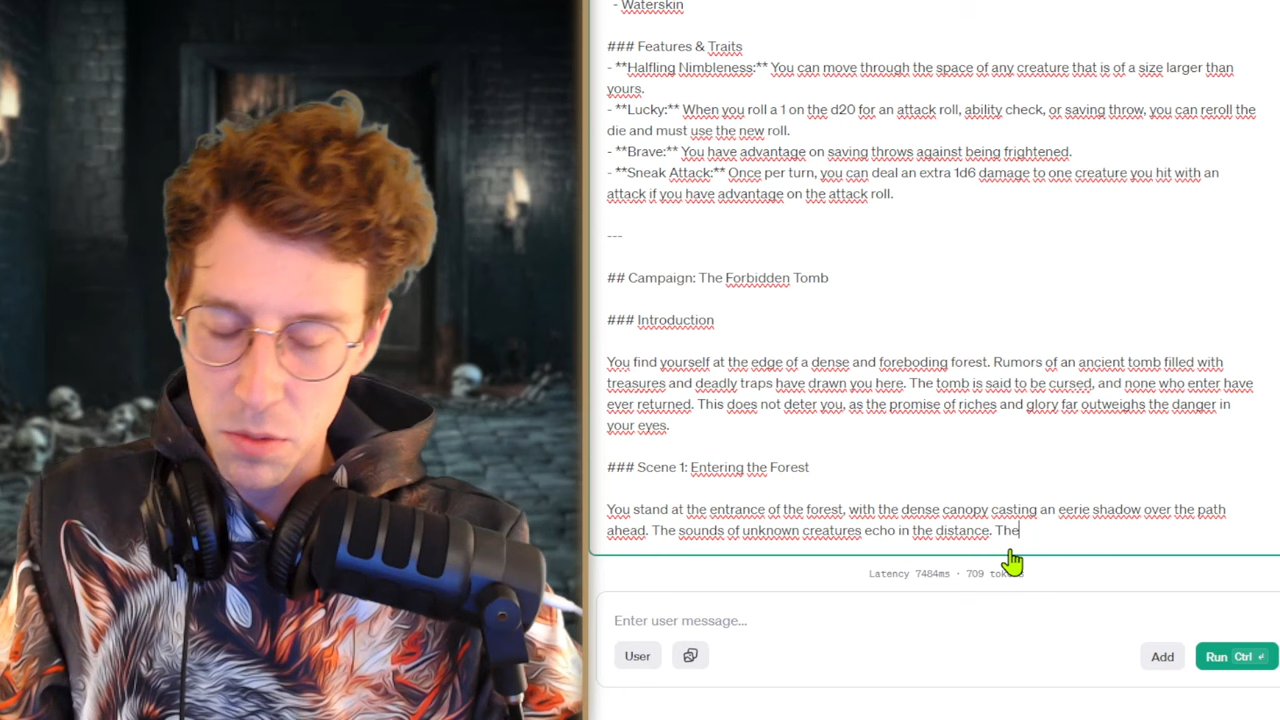 - Waterskin
### Features & Traits
- **Halfling Nimbleness:** You can move through the space of any creature that is of a size larger than
yours.
- **Lucky:** When you roll a 1 on the d20 for an attack roll, ability check, or saving throw, you can reroll the
die and must use the new roll.
- **Brave:** You have advantage on saving throws against being frightened.
- **Sneak Attack:** Once per turn, you can deal an extra 1d6 damage to one creature you hit with an
attack if you have advantage on the attack roll.
---
## Campaign: The Forbidden Tomb
### Introduction
You find yourself at the edge of a dense and foreboding forest. Rumors of an ancient tomb filled with
treasures and deadly traps have drawn you here. The tomb is said to be cursed, and none who enter have
ever returned. This does not deter you, as the promise of riches and glory far outweighs the danger in
your eyes.
### Scene 1: Entering the Forest
You stand at the entrance of the forest, with the dense canopy casting an eerie shadow over the path
ahead. The sounds of unknown creatures echo in the distance. The
Latency 7484ms · 709 tokens
Enter user message...
User
Add
Run Ctrl ↵